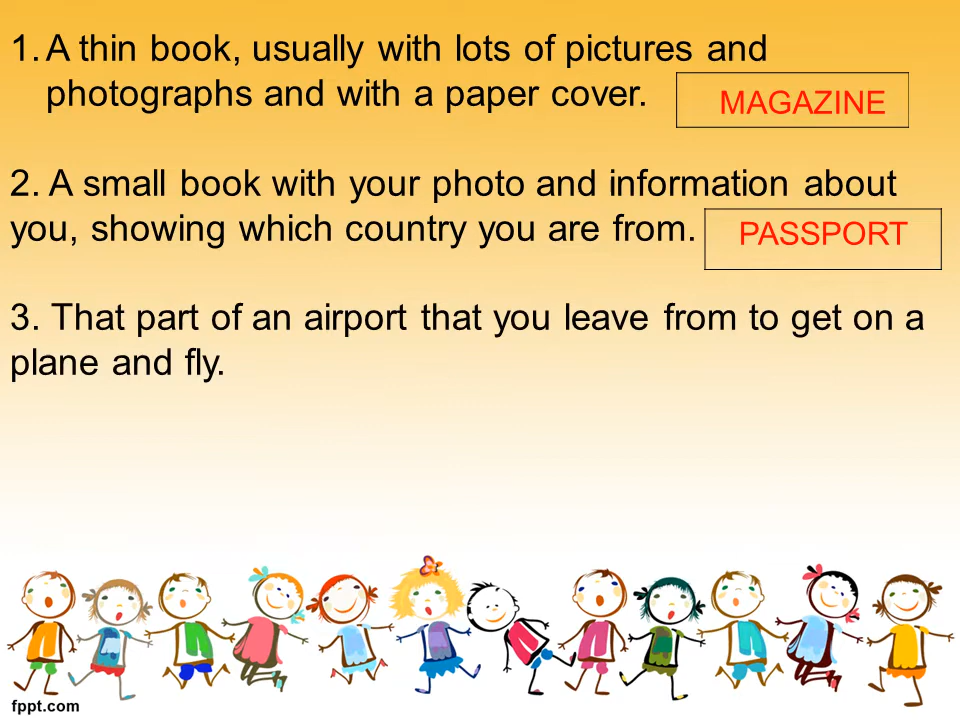 1. A thin book, usually with lots of pictures and
photographs and with a paper cover.
MAGAZINE
2. A small book with your photo and information about
you, showing which country you are from.
PASSPORT
3. That part of an airport that you leave from to get on a
plane and fly.
fppt.com